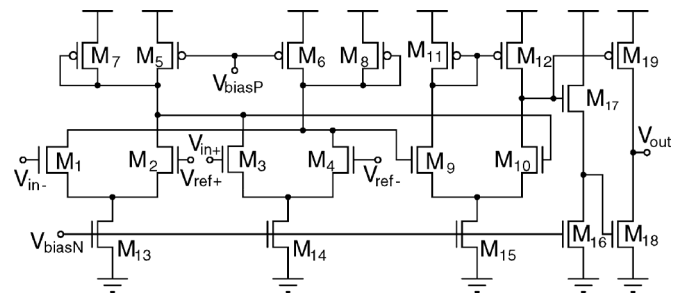 M7 M5 M6 M8 M11 M12 M19
VbiasP
M17
Vin+ Vout
M1 M2 M3 M4 M9 M10
Vin- Vref+ Vref-
VbiasN M13 M14 M15 M16 M18